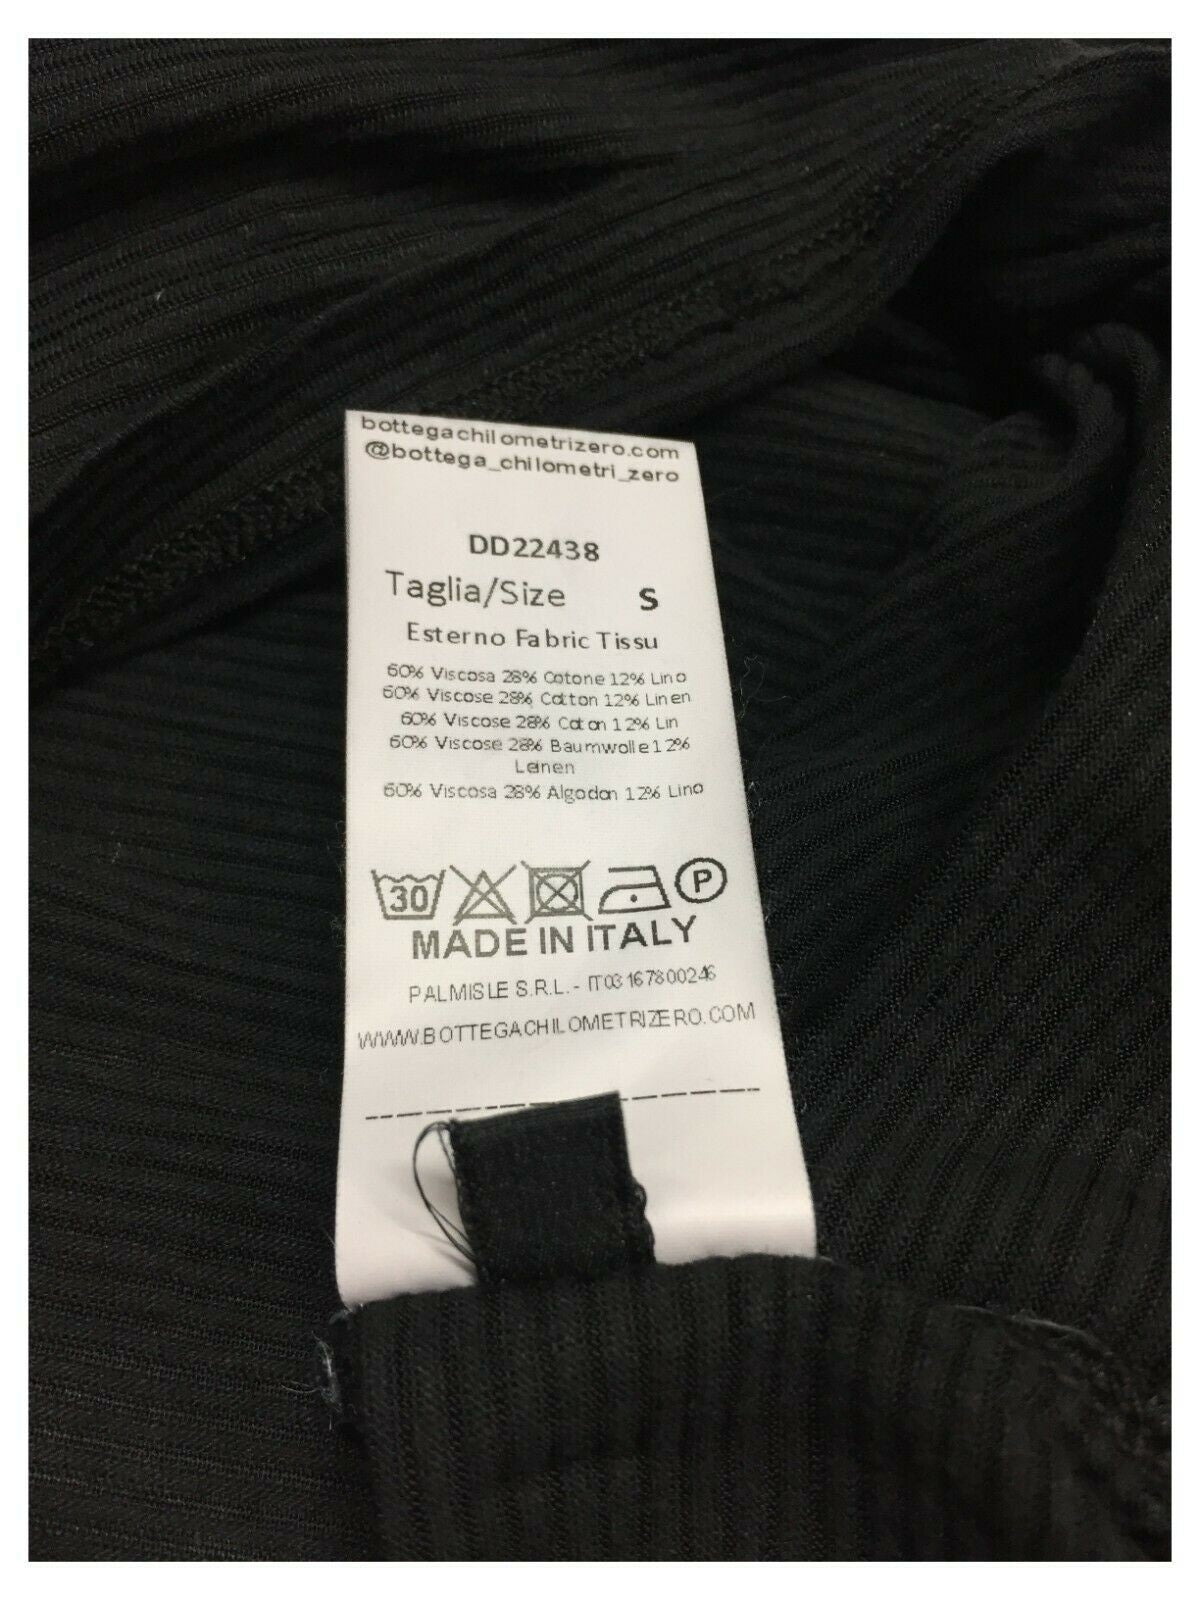 bottegachilometrizero.com
@bottega_chilometri_zero
DD22438
Taglia/Size S
Esterno Fabric Tissu
60% Viscosa 28% Cotone 12% Lino
60% Viscose 28% Cotton 12% Linen
60% Viscose 28% Coton 12% Lin
60% Viscose 28% Baumwolle 12%
Leinen
60% Viscosa 28% Algodon 12% Lino
30 P
MADE IN ITALY
PALMISLE S.R.L. - IT03167800246
WWW.BOTTEGACHILOMETRIZERO.COM